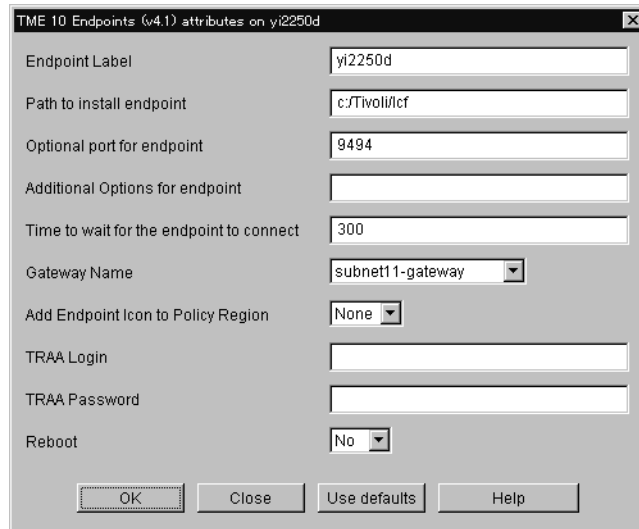 TME 10 Endpoints (v4.1) attributes on yi2250d
Endpoint Label yi2250d
Path to install endpoint c:/Tivoli/lcf
Optional port for endpoint 9494
Additional Options for endpoint
Time to wait for the endpoint to connect 300
Gateway Name subnet11-gateway
Add Endpoint Icon to Policy Region None
TRAA Login
TRAA Password
Reboot No
OK Close Use defaults Help